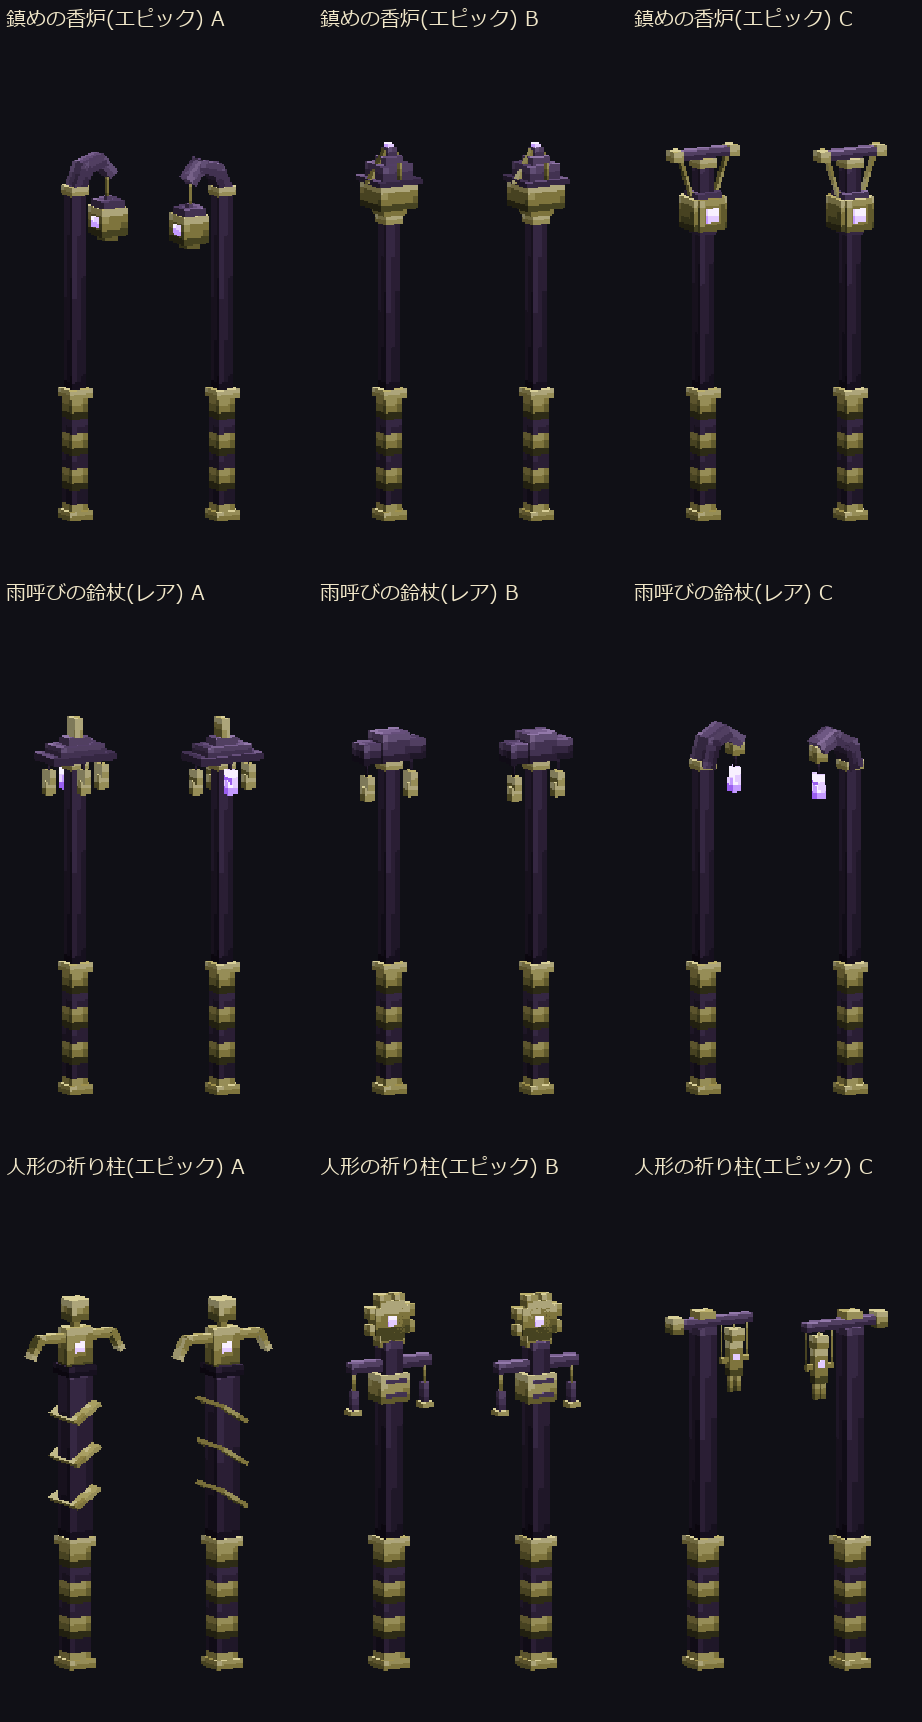 鎮めの香炉(エピック) A
鎮めの香炉(エピック) B
鎮めの香炉(エピック) C
雨呼びの鈴杖(レア) A
雨呼びの鈴杖(レア) B
雨呼びの鈴杖(レア) C
人形の祈り柱(エピック) A
人形の祈り柱(エピック) B
人形の祈り柱(エピック) C